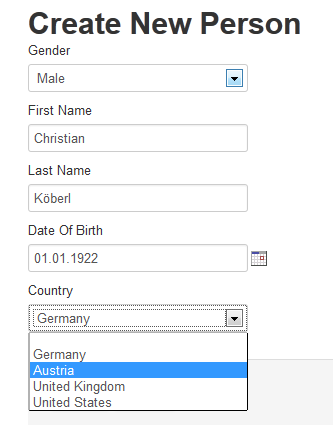 Create New Person
Gender
Male
First Name
Christian
Last Name
Köberl
Date Of Birth
01.01.1922
Country
Germany
Germany
Austria
United Kingdom
United States